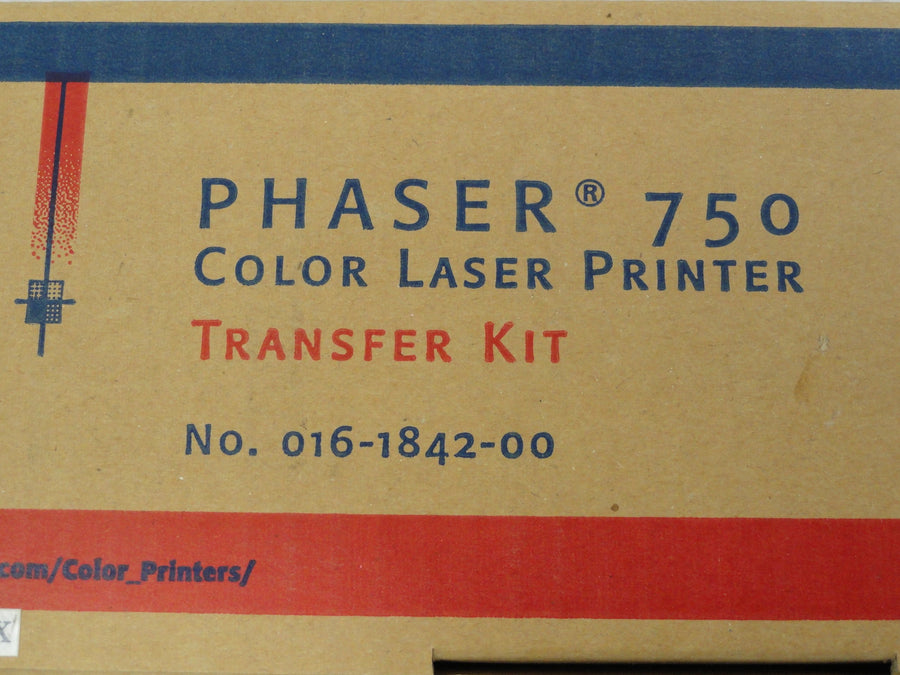 PHASER® 750
COLOR LASER PRINTER
TRANSFER KIT
No. 016-1842-00
.com/Color_Printers/
X